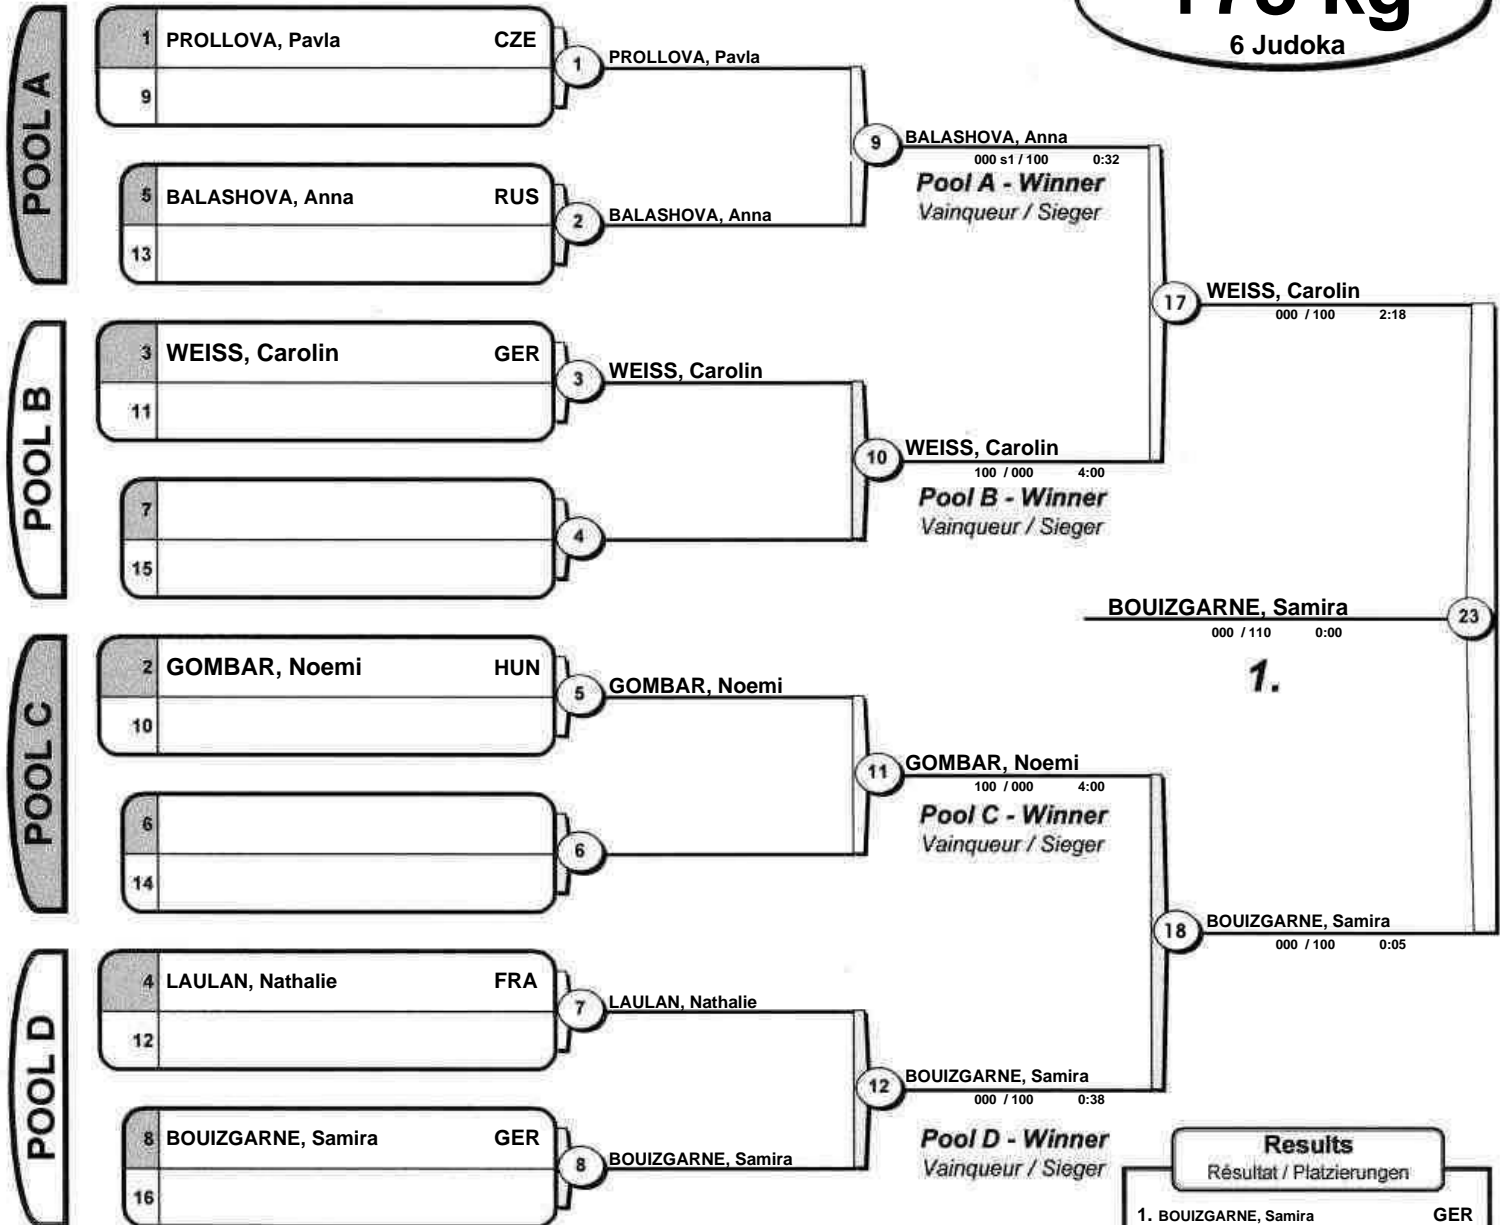 6 Judoka
POOL A
1 PROLLOVA, Pavla CZE
9
1 PROLLOVA, Pavla
5 BALASHOVA, Anna RUS
13
2 BALASHOVA, Anna
9 BALASHOVA, Anna
000 s1 / 100 0:32
Pool A - Winner
Vainqueur / Sieger
POOL B
3 WEISS, Carolin GER
11
3 WEISS, Carolin
7
15
4
10 WEISS, Carolin
100 / 000 4:00
Pool B - Winner
Vainqueur / Sieger
17 WEISS, Carolin
000 / 100 2:18
BOUIZGARNE, Samira 23
000 / 110 0:00
1.
POOL C
2 GOMBAR, Noemi HUN
10
5 GOMBAR, Noemi
6
14
6
11 GOMBAR, Noemi
100 / 000 4:00
Pool C - Winner
Vainqueur / Sieger
18 BOUIZGARNE, Samira
000 / 100 0:05
POOL D
4 LAULAN, Nathalie FRA
12
7 LAULAN, Nathalie
8 BOUIZGARNE, Samira GER
16
8 BOUIZGARNE, Samira
12 BOUIZGARNE, Samira
000 / 100 0:38
Pool D - Winner
Vainqueur / Sieger
Results
Résultat / Platzierungen
1. BOUIZGARNE, Samira GER